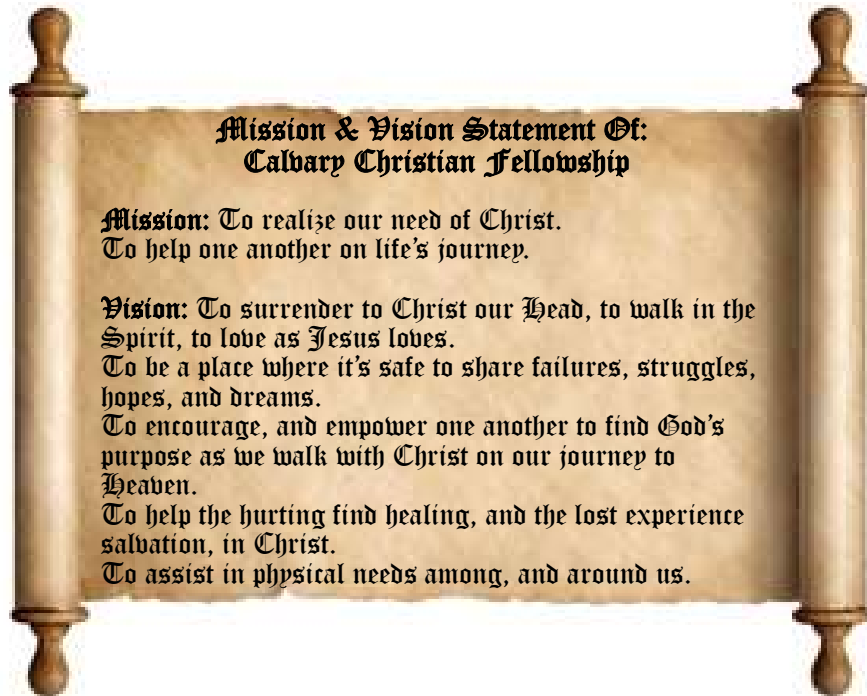 Mission & Vision Statement Of:
Calvary Christian Fellowship
Mission: To realize our need of Christ.
To help one another on life's journey.
Vision: To surrender to Christ our Head, to walk in the
Spirit, to love as Jesus loves.
To be a place where it's safe to share failures, struggles,
hopes, and dreams.
To encourage, and empower one another to find God's
purpose as we walk with Christ on our journey to
Heaven.
To help the hurting find healing, and the lost experience
salvation, in Christ.
To assist in physical needs among, and around us.